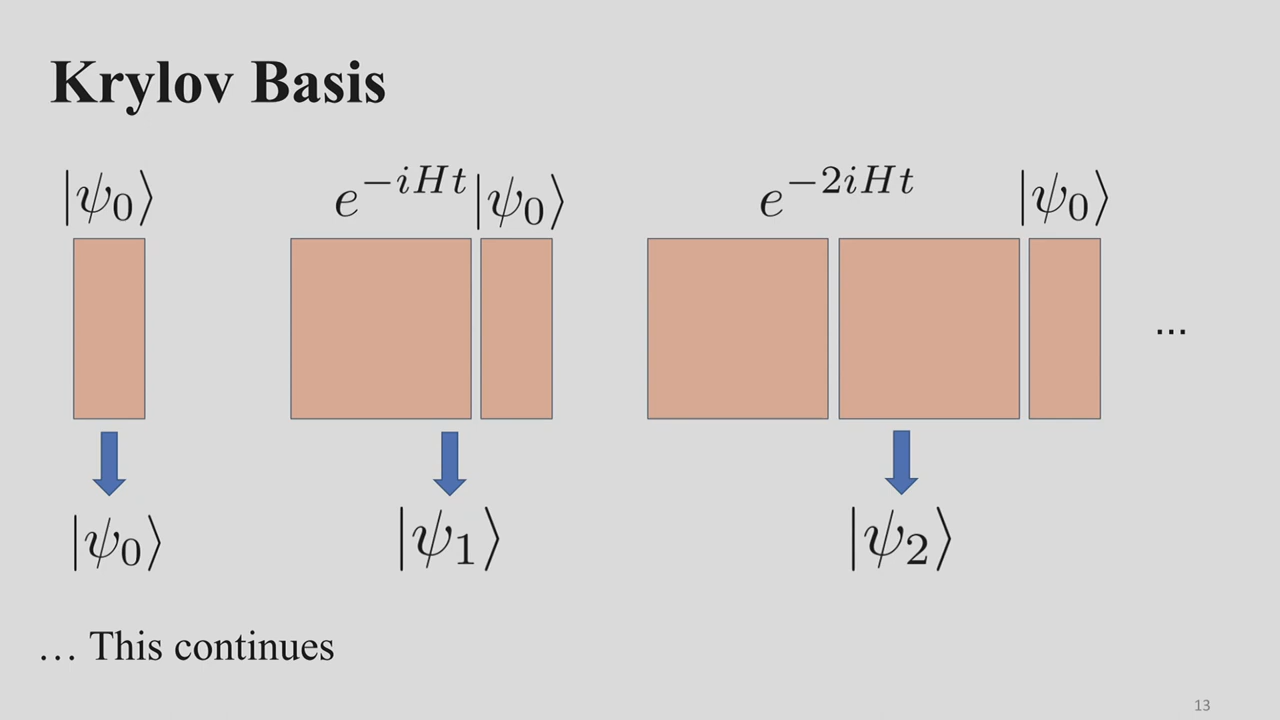 Krylov Basis
|ψ₀⟩ e^{-iHt}|ψ₀⟩ e^{-2iHt} |ψ₀⟩
...
|ψ₀⟩ |ψ₁⟩ |ψ₂⟩
… This continues
13